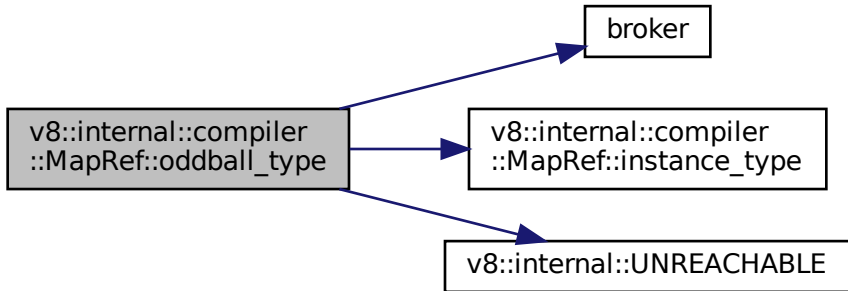 broker
v8::internal::compiler
::MapRef::oddball_type
v8::internal::compiler
::MapRef::instance_type
v8::internal::UNREACHABLE